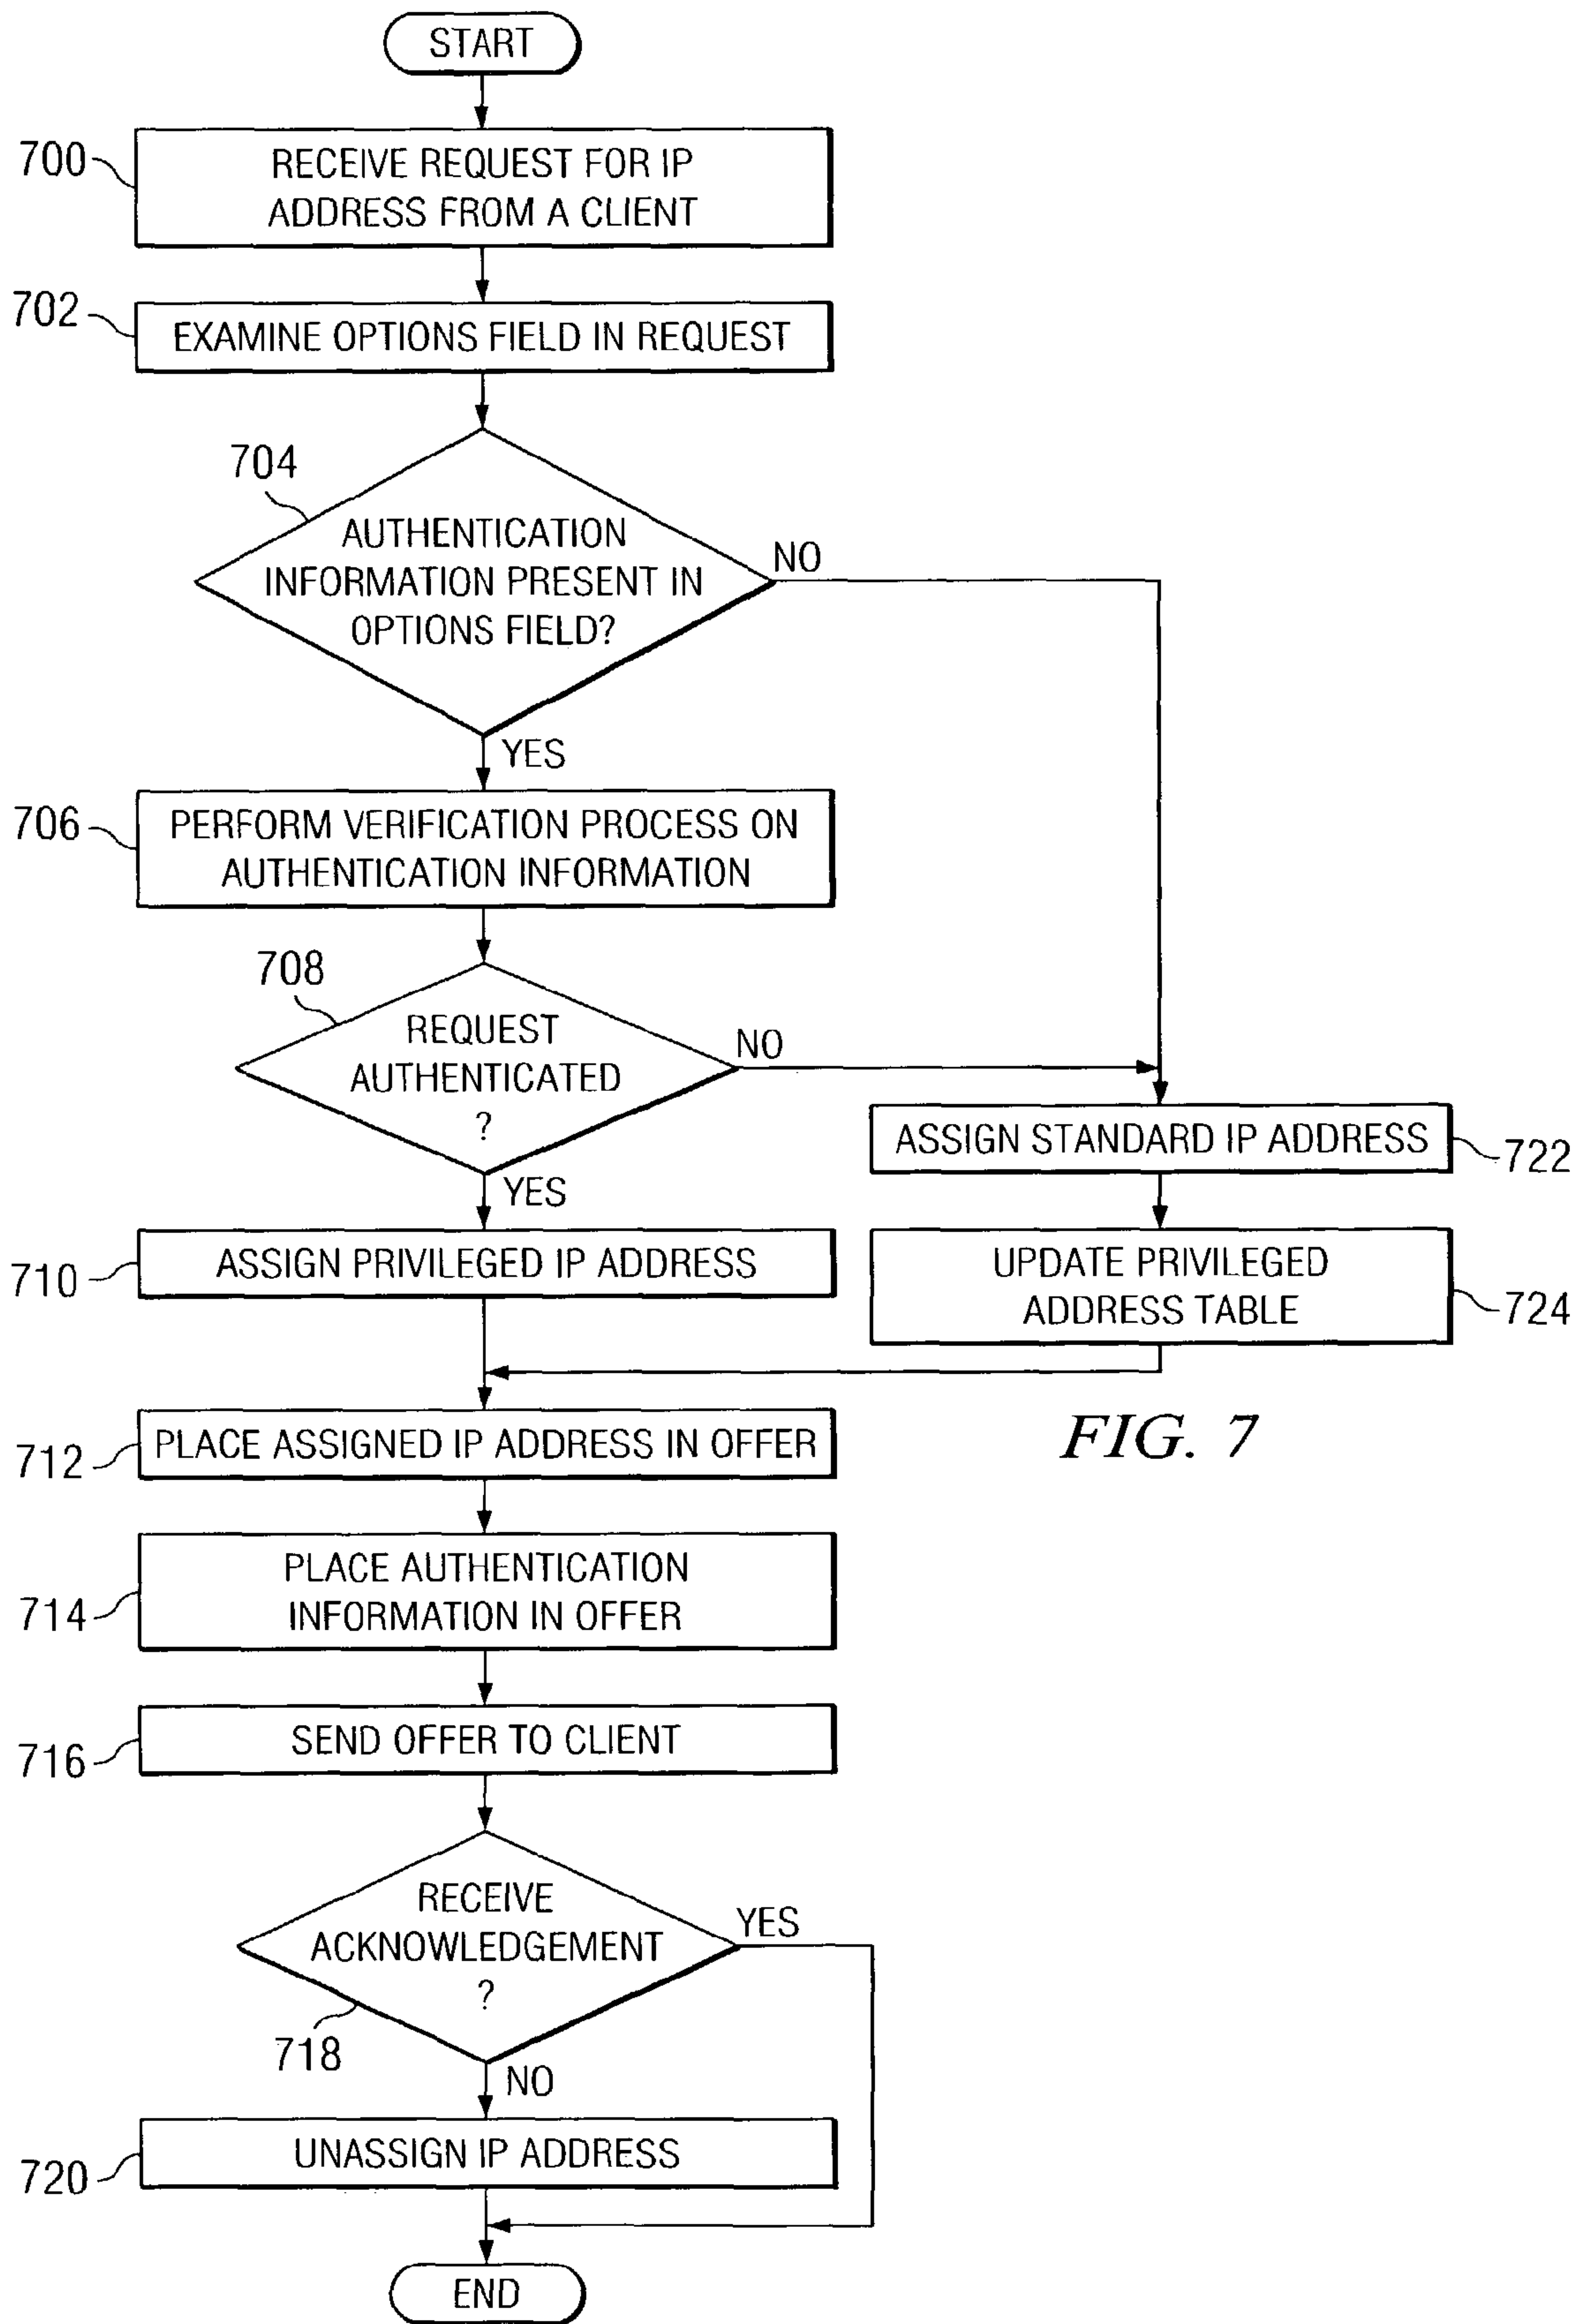 START
700
RECEIVE REQUEST FOR IP
ADDRESS FROM A CLIENT
702
EXAMINE OPTIONS FIELD IN REQUEST
704
AUTHENTICATION
INFORMATION PRESENT IN
OPTIONS FIELD?
NO
YES
706
PERFORM VERIFICATION PROCESS ON
AUTHENTICATION INFORMATION
708
REQUEST
AUTHENTICATED
?
NO
YES
ASSIGN STANDARD IP ADDRESS
722
710
ASSIGN PRIVILEGED IP ADDRESS
UPDATE PRIVILEGED
ADDRESS TABLE
724
712
PLACE ASSIGNED IP ADDRESS IN OFFER
FIG. 7
714
PLACE AUTHENTICATION
INFORMATION IN OFFER
716
SEND OFFER TO CLIENT
RECEIVE
ACKNOWLEDGEMENT
?
YES
718
NO
720
UNASSIGN IP ADDRESS
END